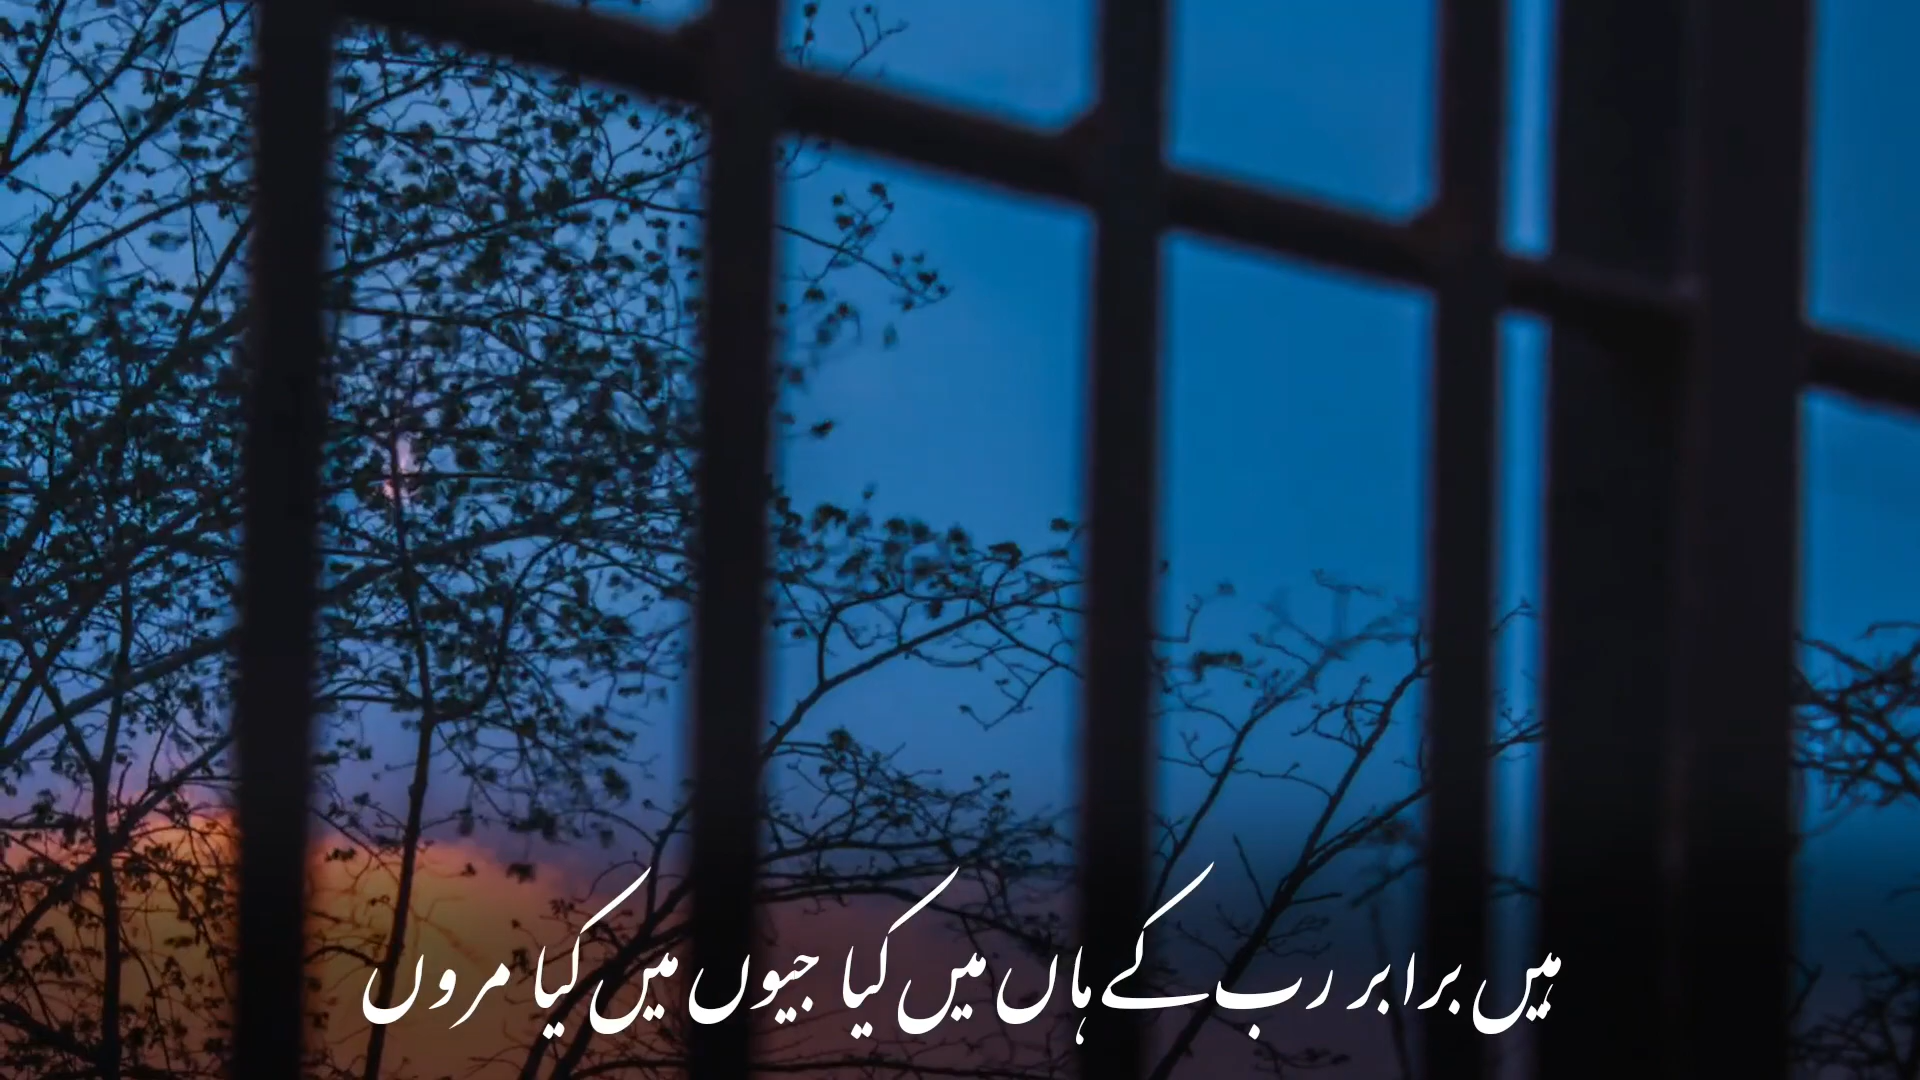 ہیں برابر رب کے ہاں میں کیا جیوں میں کیا مروں